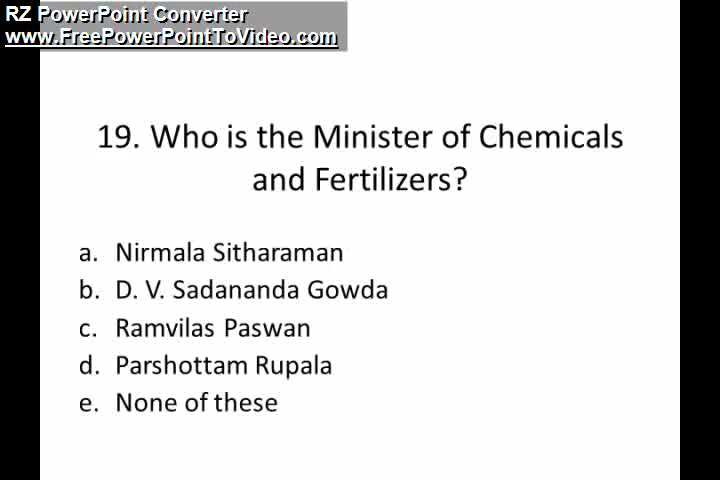 RZ PowerPoint Converter
www.FreePowerPointToVideo.com
19. Who is the Minister of Chemicals
and Fertilizers?
a. Nirmala Sitharaman
b. D. V. Sadananda Gowda
c. Ramvilas Paswan
d. Parshottam Rupala
e. None of these